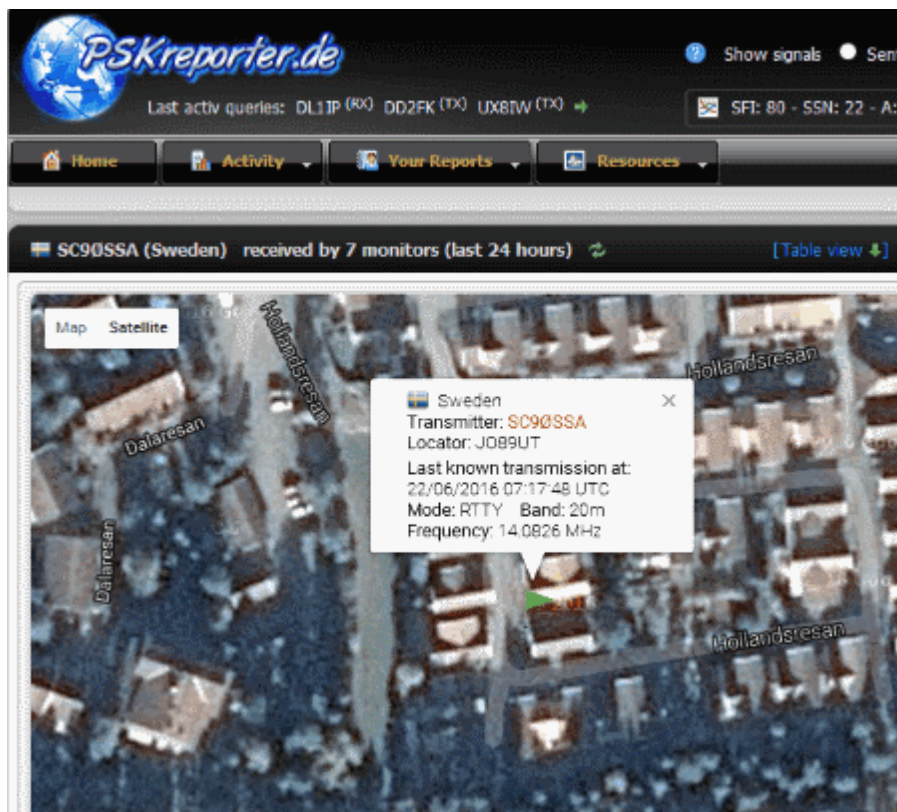 PSKreporter.de
Show signals
Last activ queries: DL1IP (RX) DD2FK (TX) UX8IW (TX)
SFI: 80 - SSN: 22 - A:
Home Activity Your Reports Resources
SC9ØSSA (Sweden) received by 7 monitors (last 24 hours) [Table view]
Map Satellite
Hollandsresan
Hollandsresan
Dalaresan
Sweden
Transmitter: SC9ØSSA
Locator: JO89UT
Last known transmission at:
22/06/2016 07:17:48 UTC
Mode: RTTY Band: 20m
Frequency: 14.0826 MHz
Dalaresan
Hollandsresan